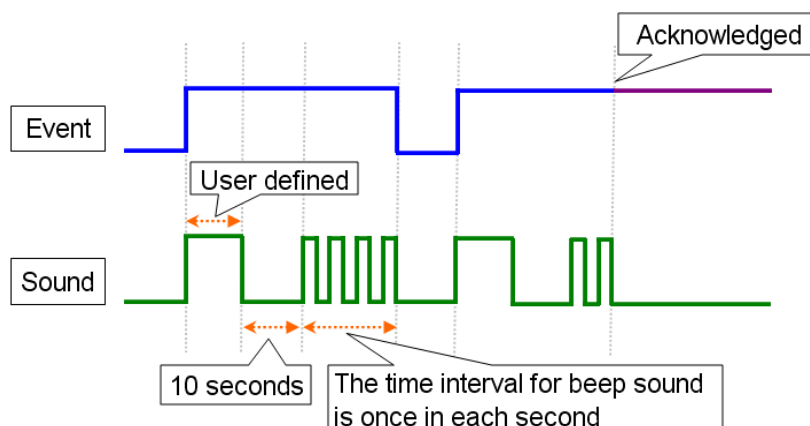 Acknowledged
Event
User defined
Sound
10 seconds
The time interval for beep sound
is once in each second